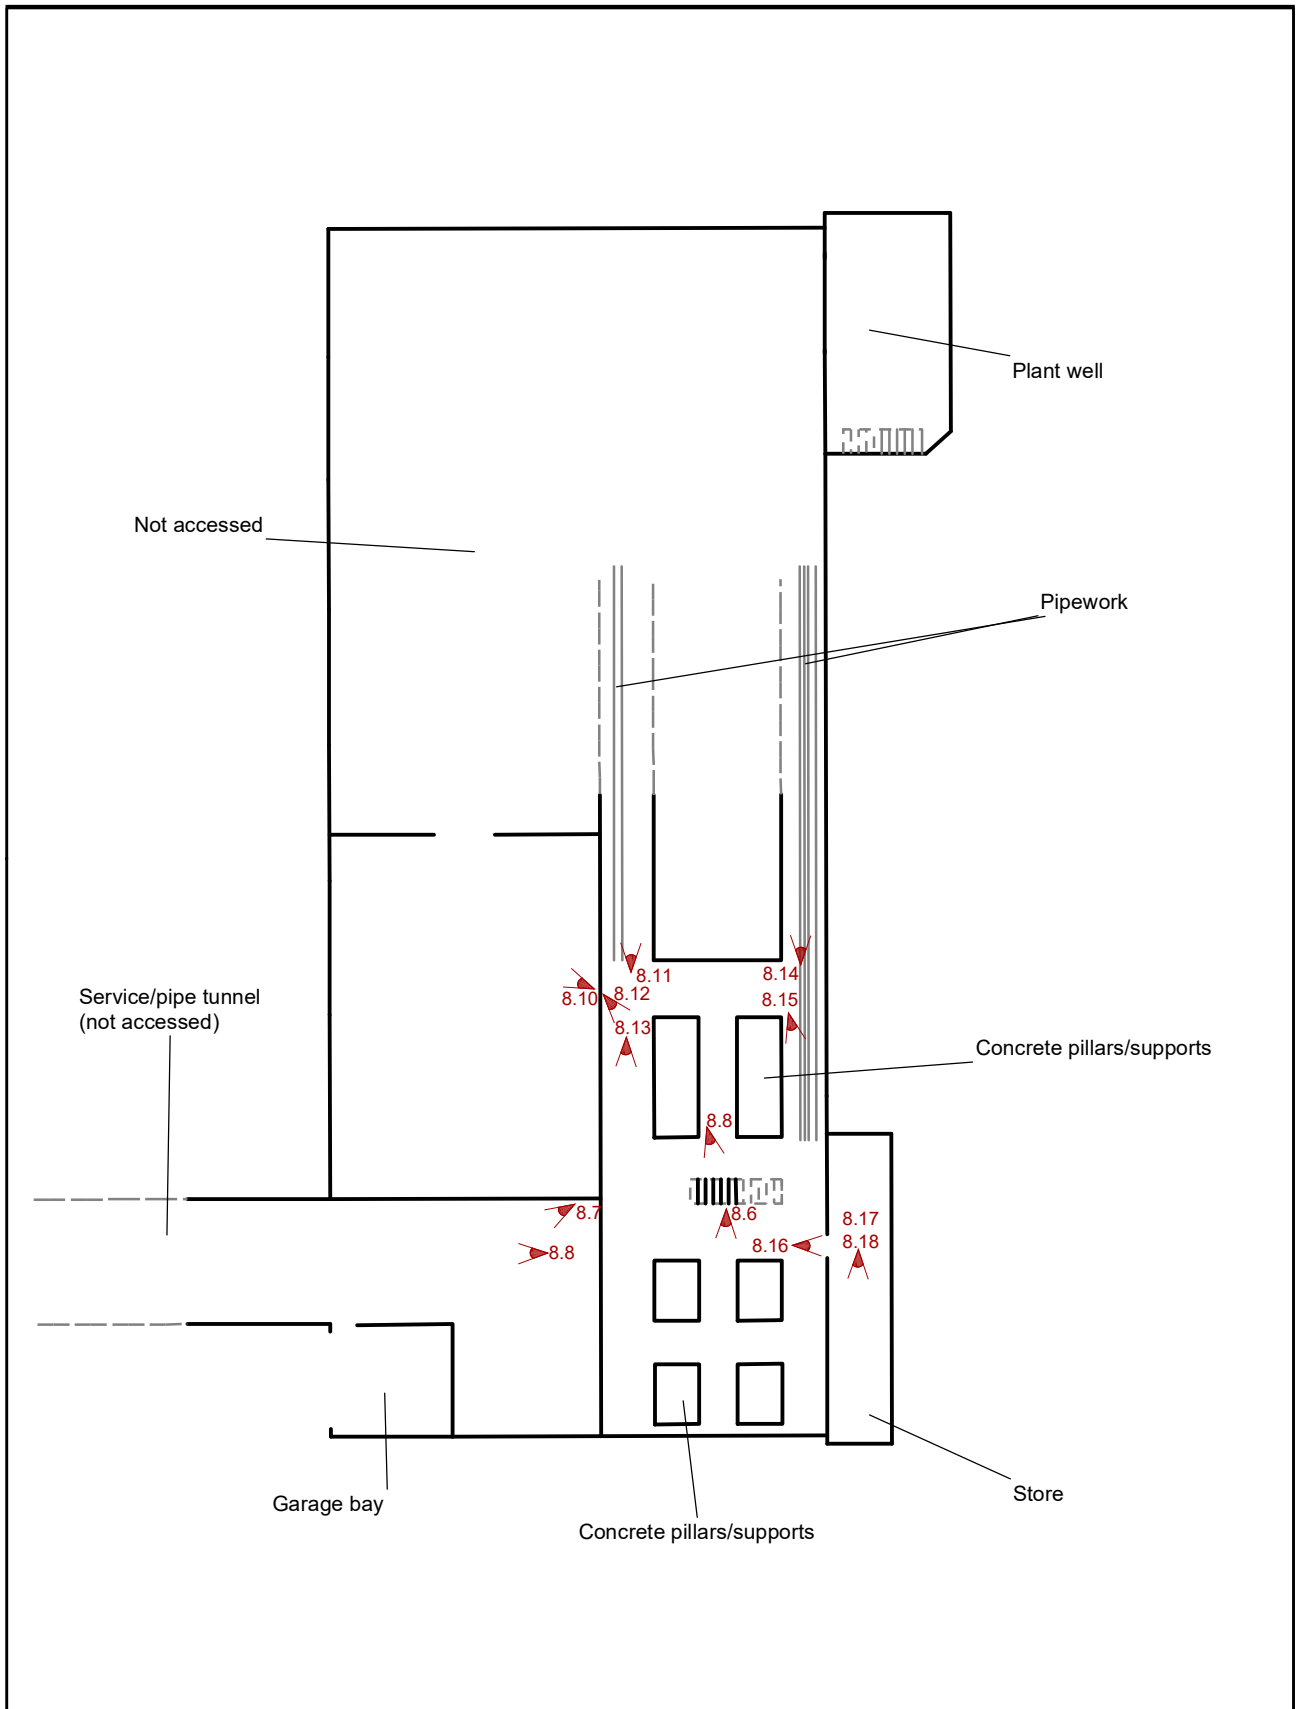 Plant well
Not accessed
Pipework
8.11
8.14
8.10
8.12
8.15
Service/pipe tunnel
(not accessed)
8.13
Concrete pillars/supports
8.8
8.7
8.6
8.17
8.16
8.18
8.8
Garage bay
Store
Concrete pillars/supports